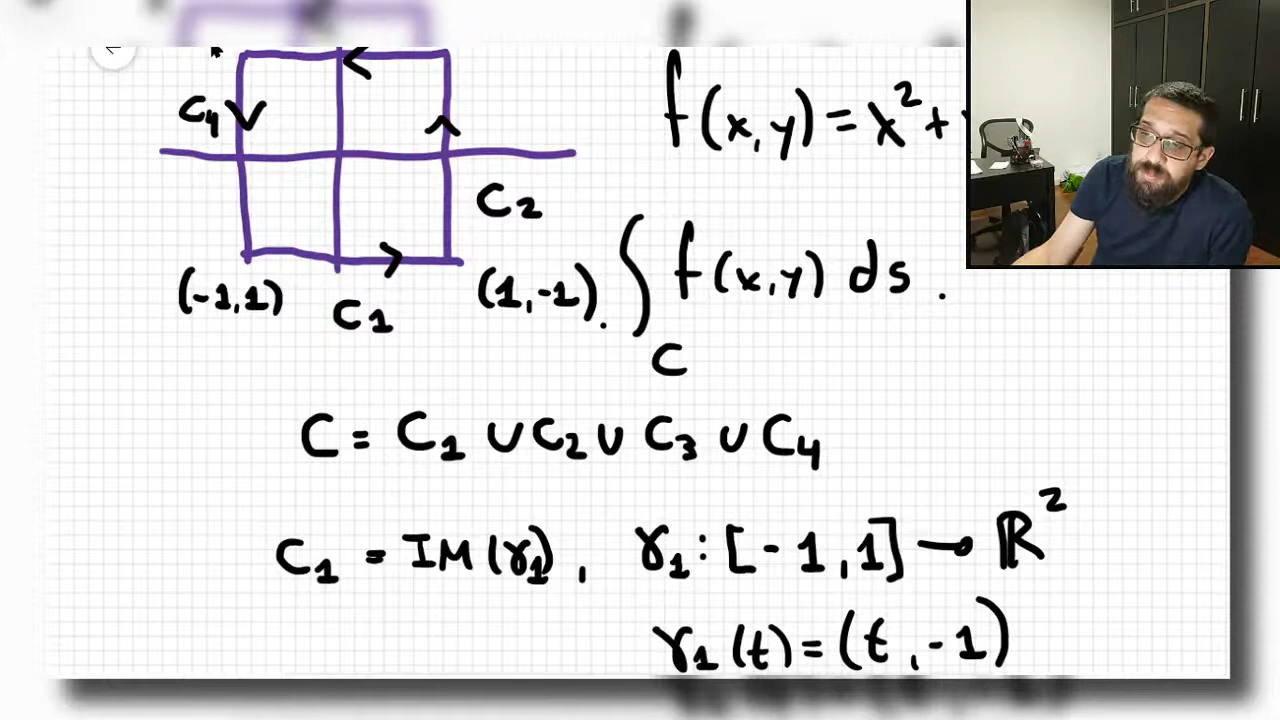 C4
f(x,y) = x² +
C2
(-1,1)
C1
(1,-1).
∫_C f(x,y) ds.
C = C1 ∪ C2 ∪ C3 ∪ C4
C1 = IM(γ1), γ1 : [-1,1] → ℝ²
γ1(t) = (t,-1)